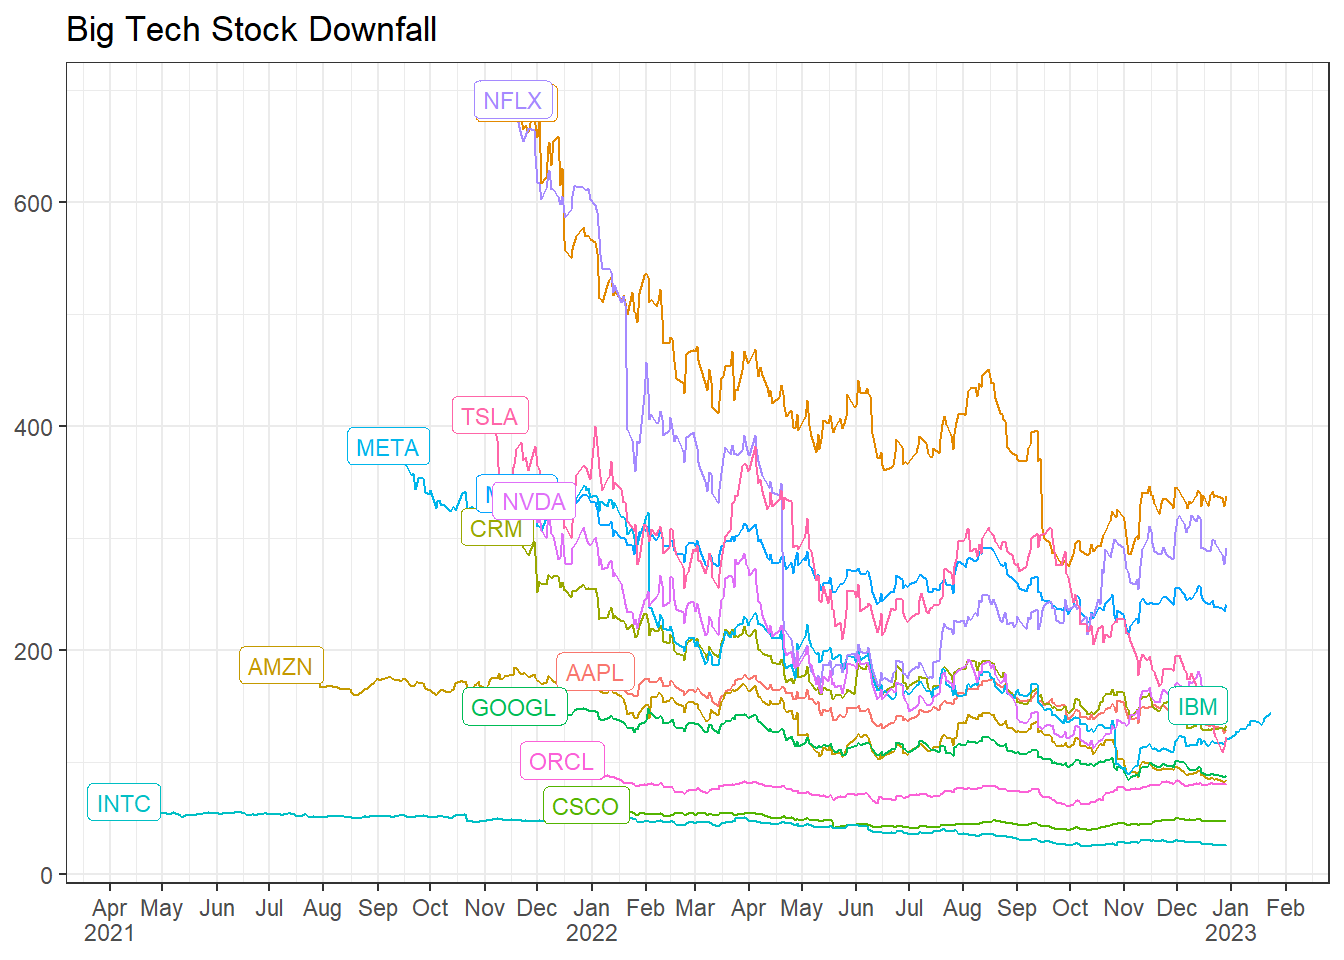 Big Tech Stock Downfall
NFLX
600
TSLA
400
META
NVDA
CRM
200
AMZN
AAPL
GOOGL
IBM
ORCL
INTC
CSCO
0
Apr May Jun Jul Aug Sep Oct Nov Dec Jan Feb Mar Apr May Jun Jul Aug Sep Oct Nov Dec Jan Feb
2021 2022 2023